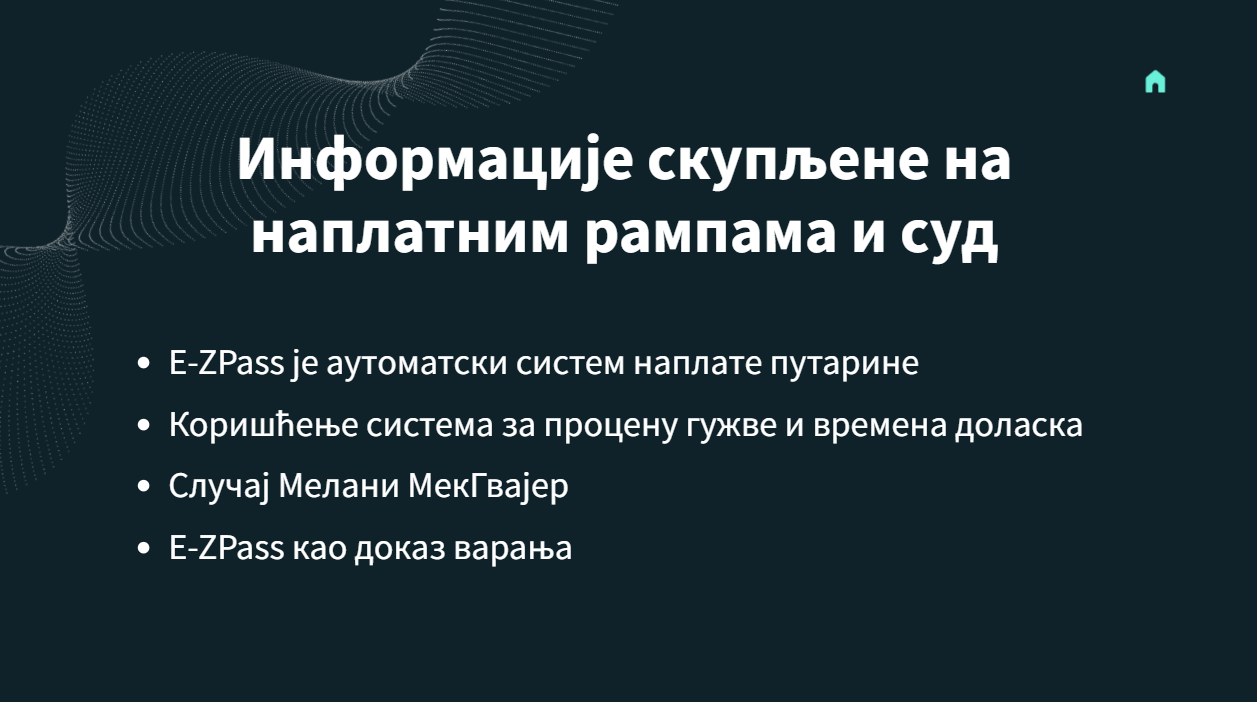 Информације скупљене на
наплатним рампама и суд
• E-ZPass је аутоматски систем наплате путарине
• Коришћење система за процену гужве и времена доласка
• Случај Мелани МекГвајер
• E-ZPass као доказ варања